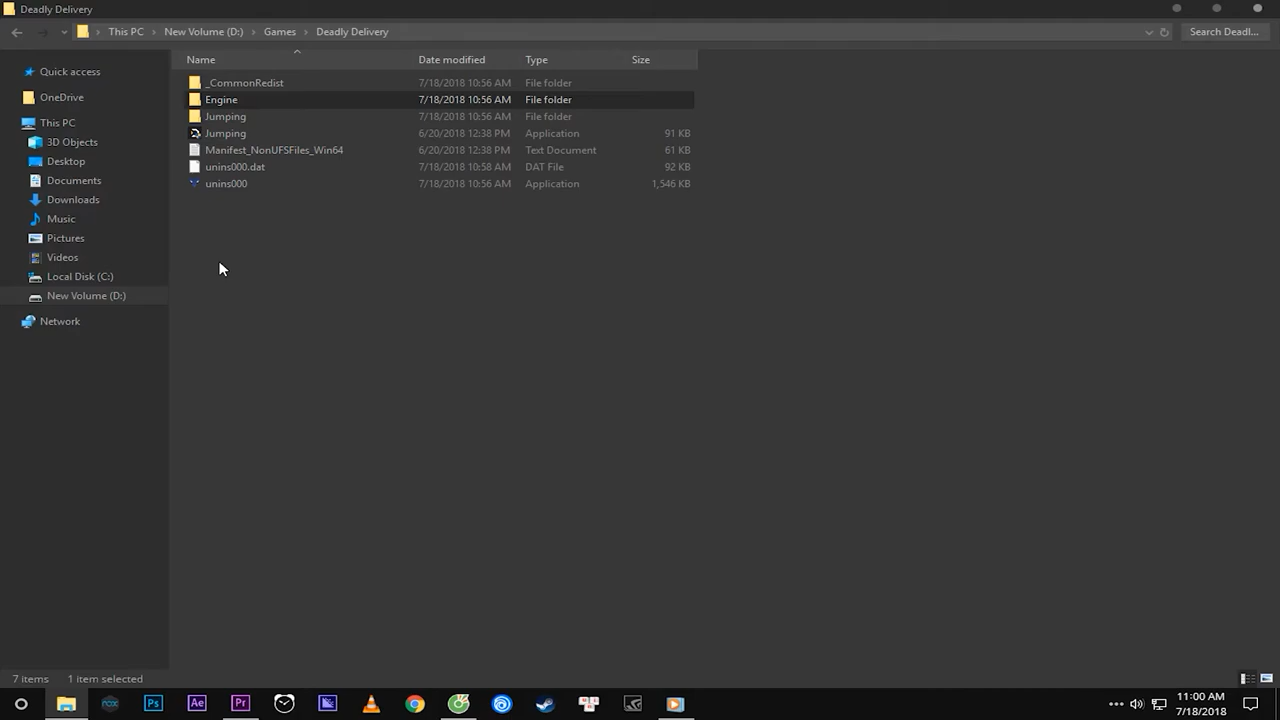 Deadly Delivery
This PC New Volume (D:) Games Deadly Delivery Search Deadl...
Name Date modified Type Size
_CommonRedist 7/18/2018 10:56 AM File folder
Engine 7/18/2018 10:56 AM File folder
Jumping 7/18/2018 10:56 AM File folder
Jumping 6/20/2018 12:38 PM Application 91 KB
Manifest_NonUFSFiles_Win64 6/20/2018 12:38 PM Text Document 61 KB
unins000.dat 7/18/2018 10:58 AM DAT File 92 KB
unins000 7/18/2018 10:56 AM Application 1,546 KB
Quick access
OneDrive
This PC
3D Objects
Desktop
Documents
Downloads
Music
Pictures
Videos
Local Disk (C:)
New Volume (D:)
Network
7 items 1 item selected
Ps Ae Pr
11:00 AM
7/18/2018